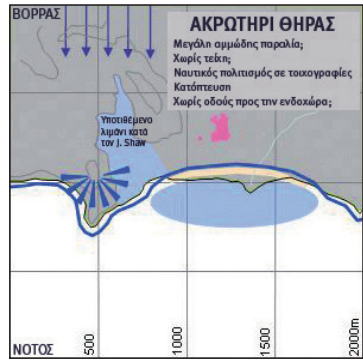 ΒΟΡΡΑΣ
ΑΚΡΩΤΗΡΙ ΘΗΡΑΣ
Μεγάλη αμμώδης παραλία;
Χωρίς τείχη;
Ναυτικός πολιτισμός σε τοιχογραφίες
Κατόπτευση
Χωρίς οδούς προς την ενδοχώρα;
Υποτιθέμενο
λιμάνι κατά
τον J. Shaw
ΝΟΤΟΣ
500
1000
1500
2000m